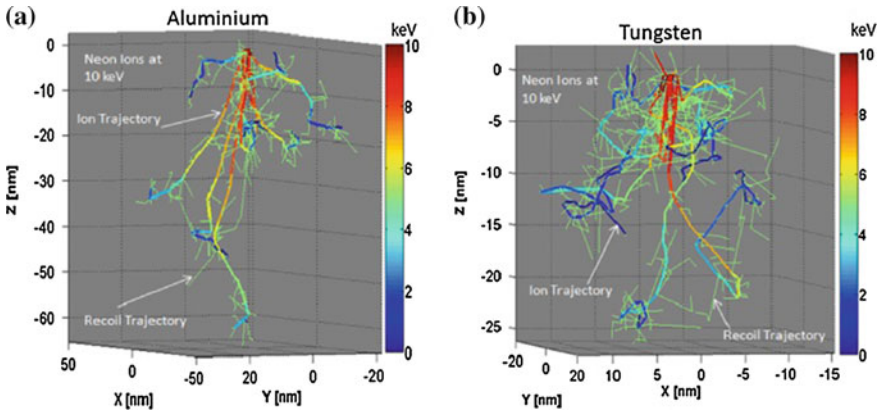 (a)
Aluminium
keV
0
-10
-20
-30
-40
-50
-60
Z [nm]
Neon Ions at
10 keV
Ion Trajectory
Recoil Trajectory
10
8
6
4
2
0
50
0
-50
20
0
-20
X [nm]
Y [nm]
(b)
Tungsten
keV
0
-5
-10
-15
-20
-25
Z [nm]
Neon Ions at
10 keV
Ion Trajectory
Recoil Trajectory
10
8
6
4
2
0
-20
0
20
10
5
0
-5
-10
-15
Y [nm]
X [nm]